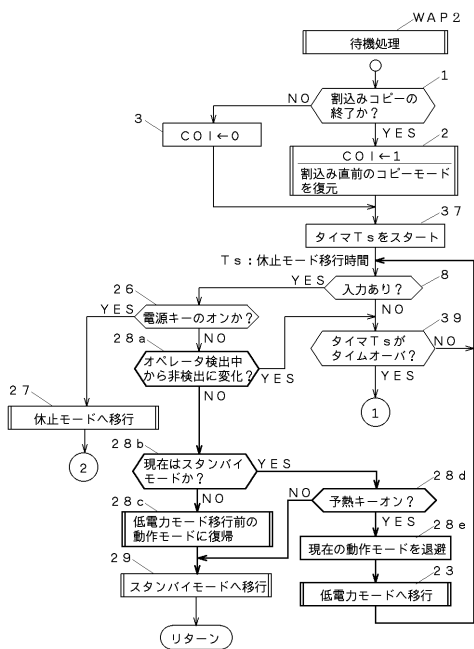 WAP2
待機処理
1
割込みコピーの
終了か？
NO
YES
3
COI←0
2
COI←1
割込み直前のコピーモード
を復元
37
タイマTsをスタート
Ts：休止モード移行時間
8
入力あり？
YES
NO
26
電源キーのオンか？
YES
NO
39
タイマTsが
タイムオーバ？
NO
YES
28a
オペレータ検出中
から非検出に変化？
YES
NO
1
27
休止モードへ移行
2
28b
現在はスタンバイ
モードか？
YES
NO
28d
予熱キーオン？
NO
YES
28c
低電力モード移行前の
動作モードに復帰
28e
現在の動作モードを退避
29
スタンバイモードへ移行
23
低電力モードへ移行
リターン